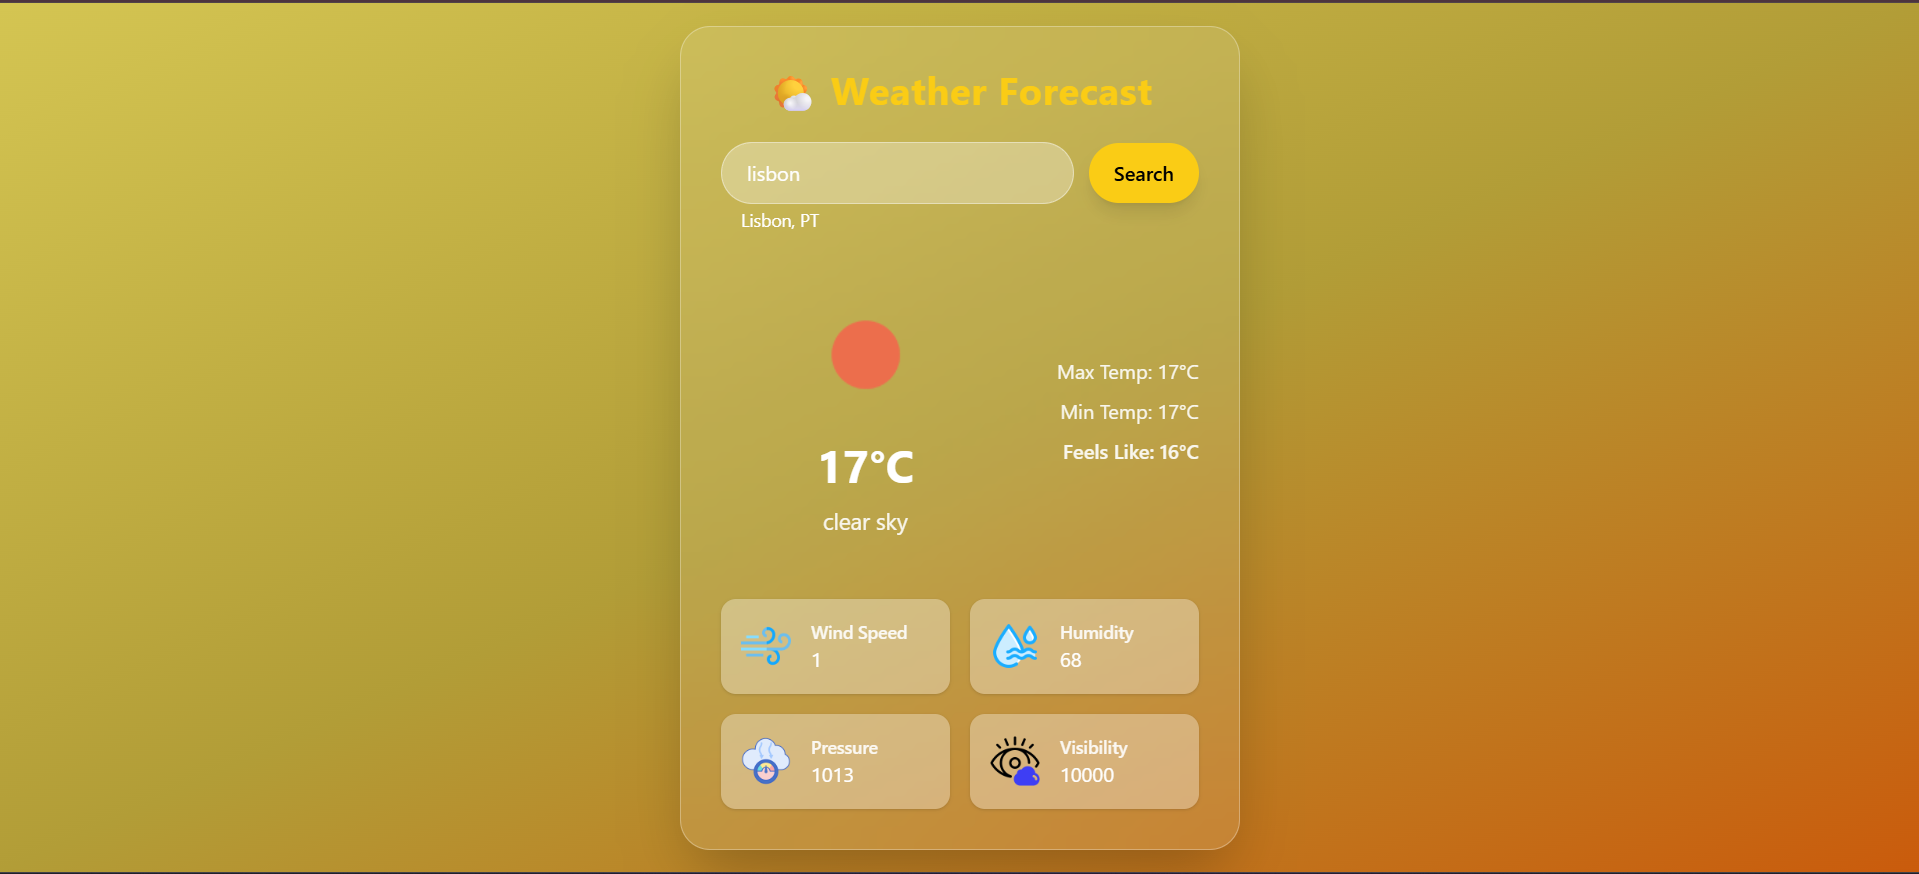 Weather Forecast
lisbon
Search
Lisbon, PT
17°C
clear sky
Max Temp: 17°C
Min Temp: 17°C
Feels Like: 16°C
Wind Speed
1
Humidity
68
Pressure
1013
Visibility
10000